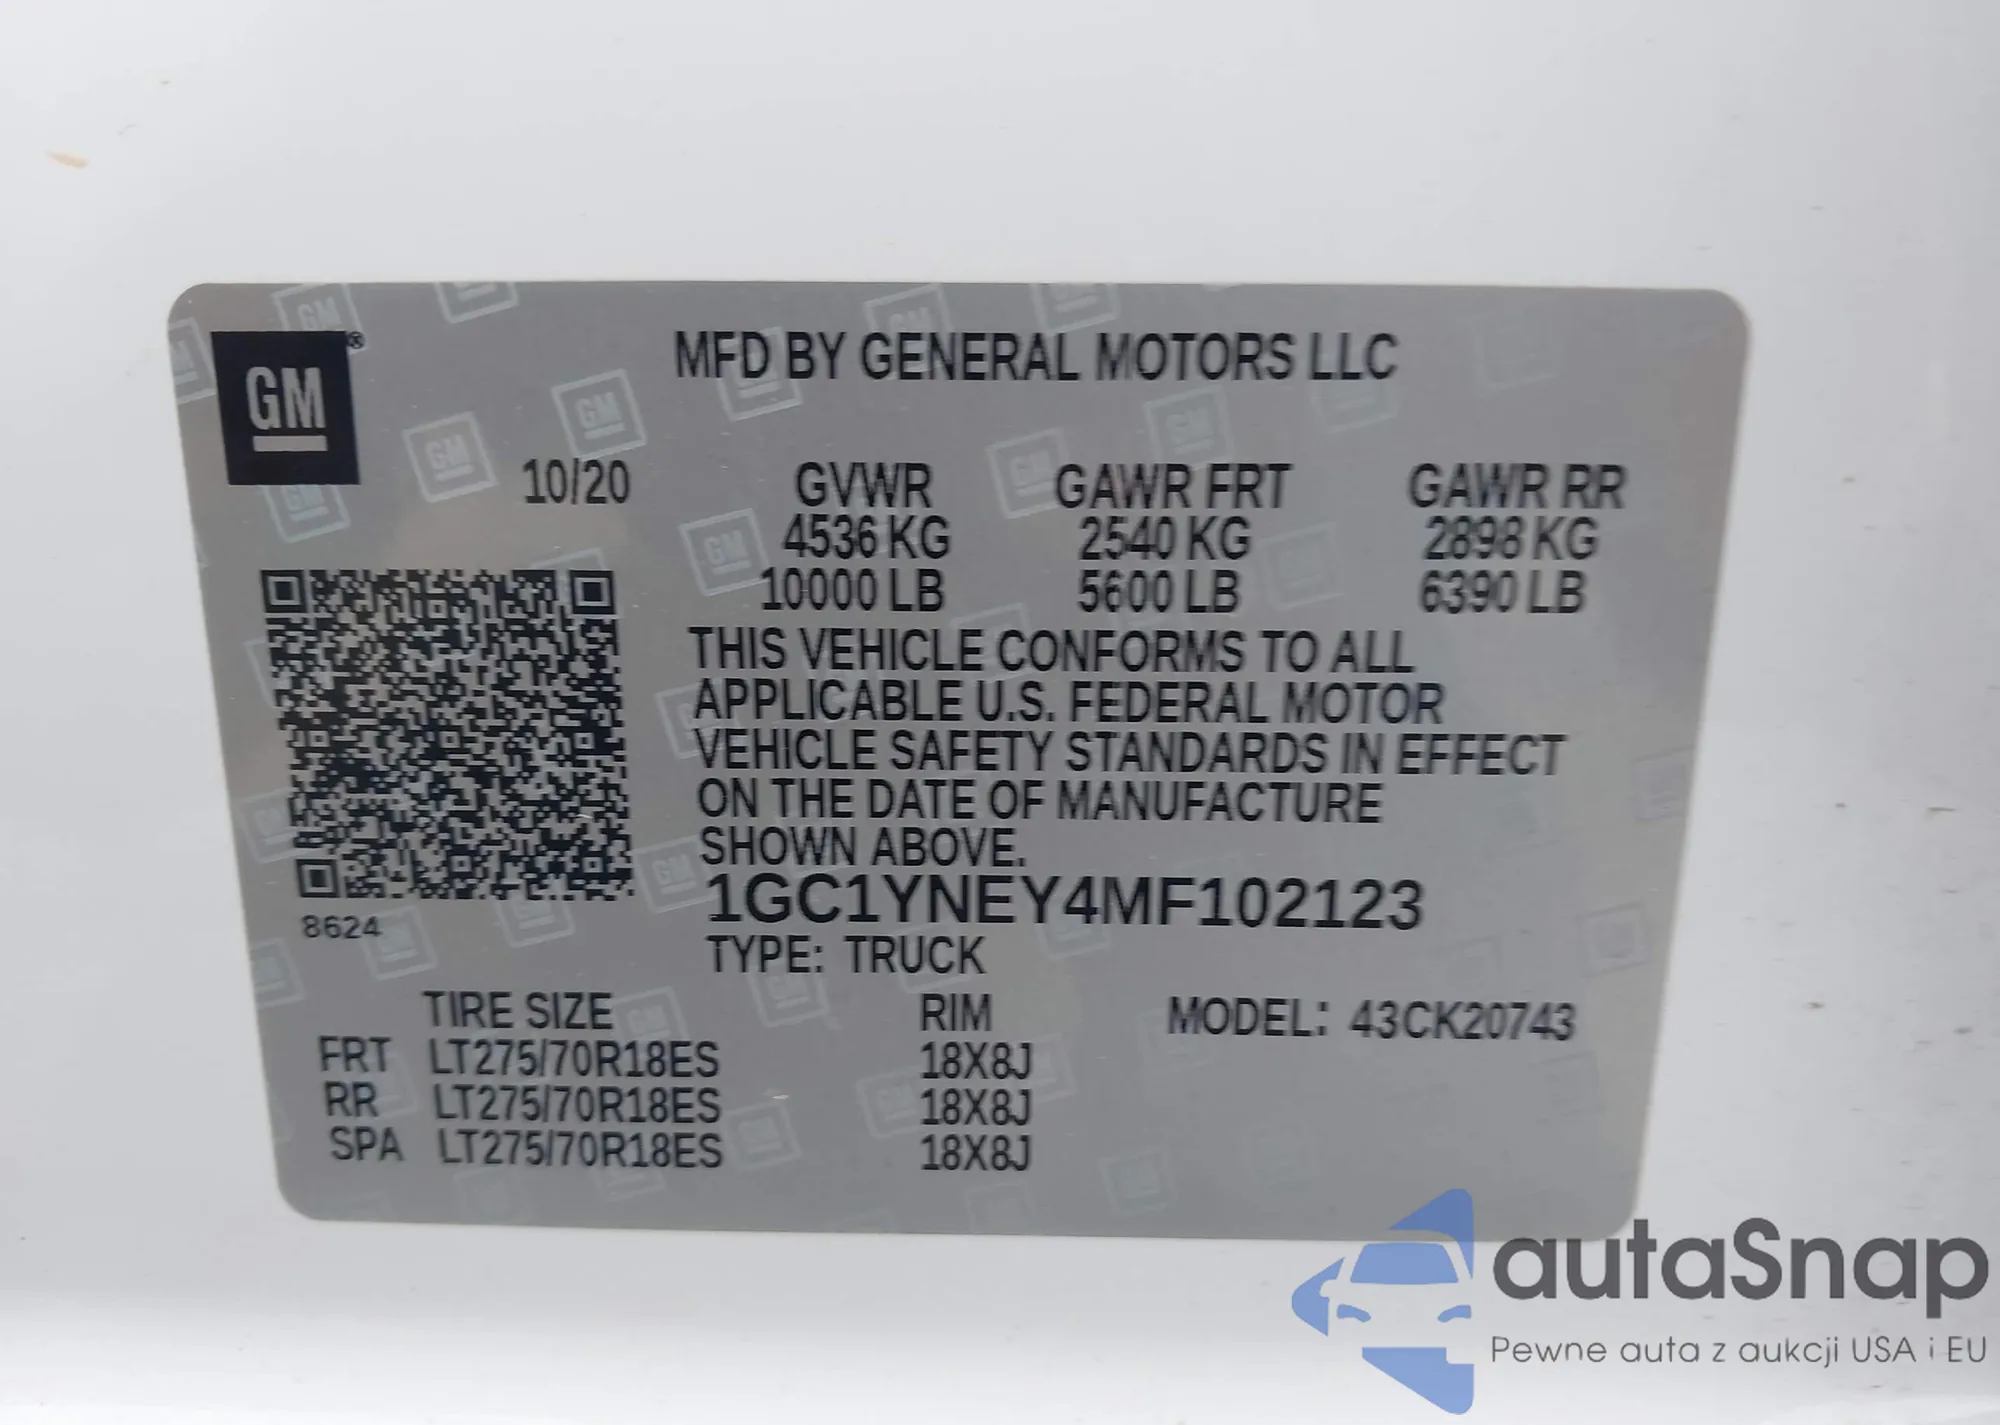 GM®
MFD BY GENERAL MOTORS LLC
10/20 GVWR GAWR FRT GAWR RR
4536 KG 2540 KG 2898 KG
10000 LB 5600 LB 6390 LB
THIS VEHICLE CONFORMS TO ALL
APPLICABLE U.S. FEDERAL MOTOR
VEHICLE SAFETY STANDARDS IN EFFECT
ON THE DATE OF MANUFACTURE
SHOWN ABOVE.
1GC1YNEY4MF102123
8624
TYPE: TRUCK
TIRE SIZE RIM MODEL: 43CK20743
FRT LT275/70R18ES 18X8J
RR LT275/70R18ES 18X8J
SPA LT275/70R18ES 18X8J
autaSnap
Pewne auta z aukcji USA i EU